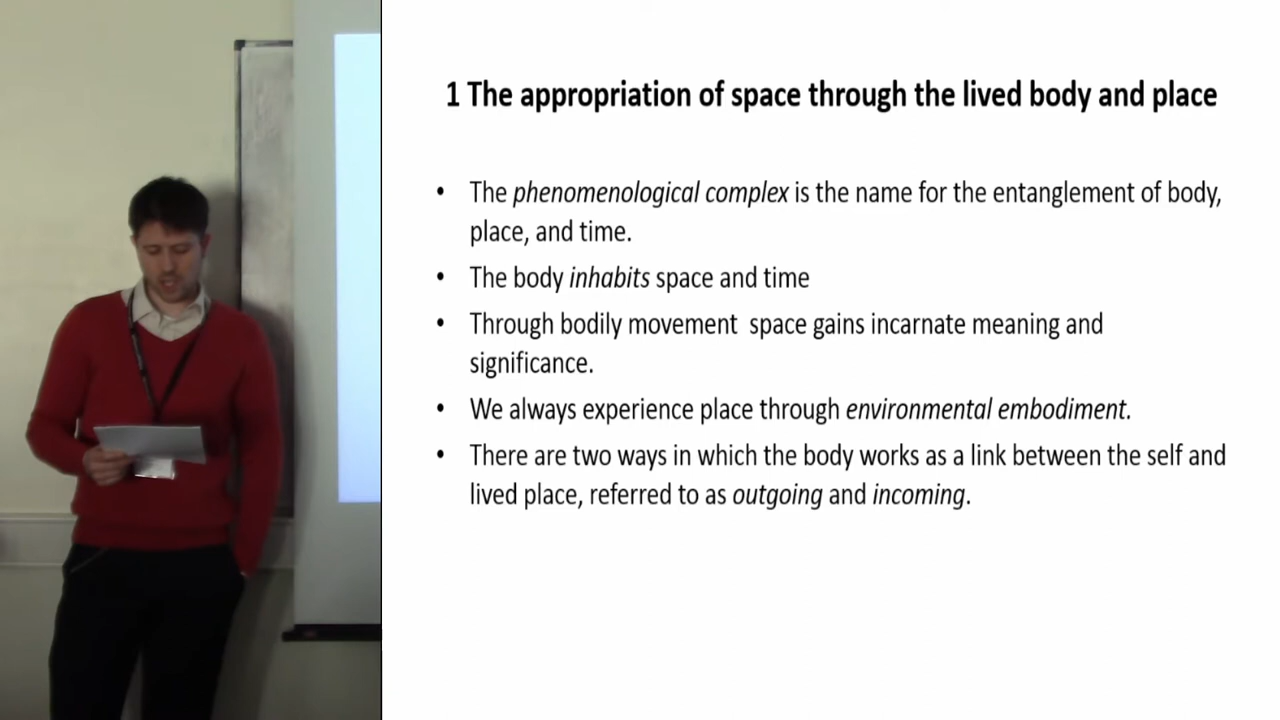 1 The appropriation of space through the lived body and place
• The phenomenological complex is the name for the entanglement of body,
place, and time.
• The body inhabits space and time
• Through bodily movement  space gains incarnate meaning and
significance.
• We always experience place through environmental embodiment.
• There are two ways in which the body works as a link between the self and
lived place, referred to as outgoing and incoming.